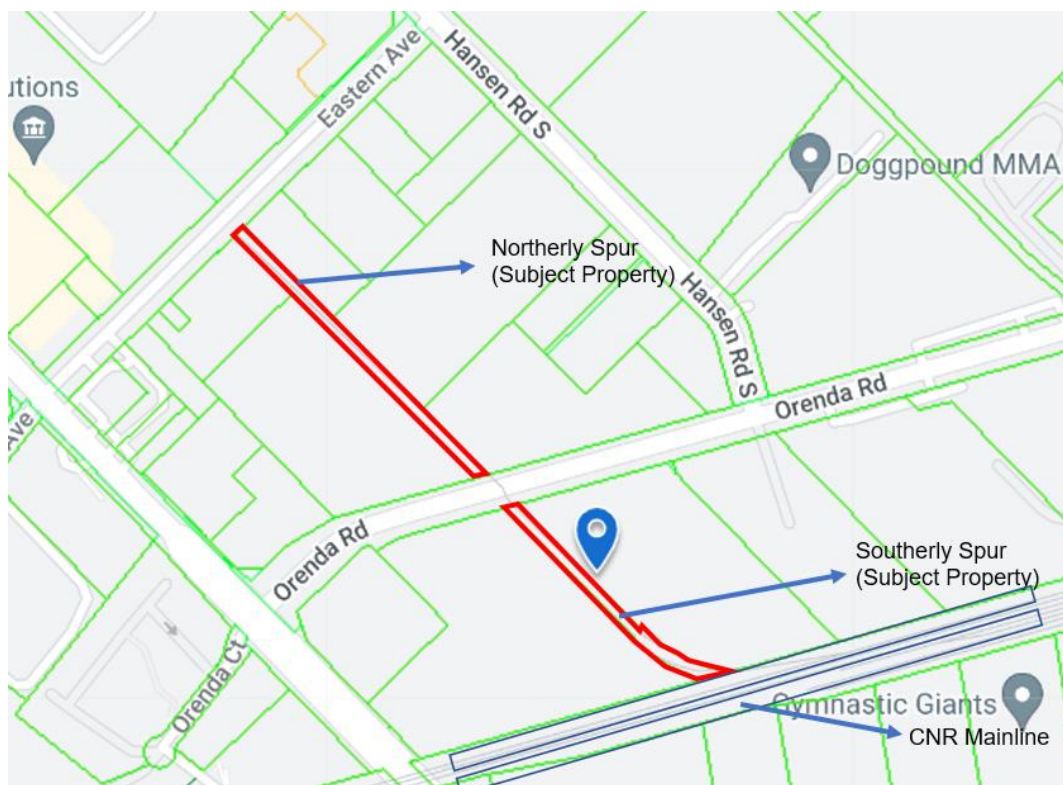 Eastern Ave
Hansen Rd S
utions
Doggpound MMA
Northerly Spur
(Subject Property)
Hansen Rd S
Orenda Rd
Ave
Orenda Rd
Southerly Spur
(Subject Property)
Orenda Ct
Gymnastic Giants
CNR Mainline